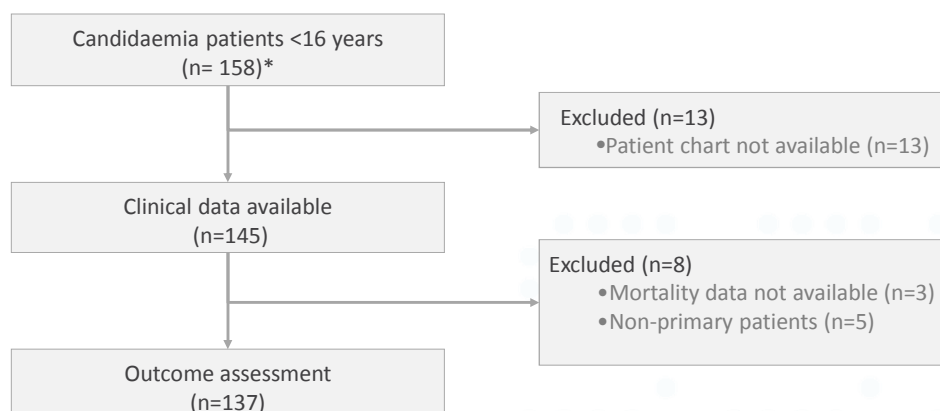 Candidaemia patients <16 years
(n= 158)*
Excluded (n=13)
•Patient chart not available (n=13)
Clinical data available
(n=145)
Excluded (n=8)
•Mortality data not available (n=3)
•Non-primary patients (n=5)
Outcome assessment
(n=137)